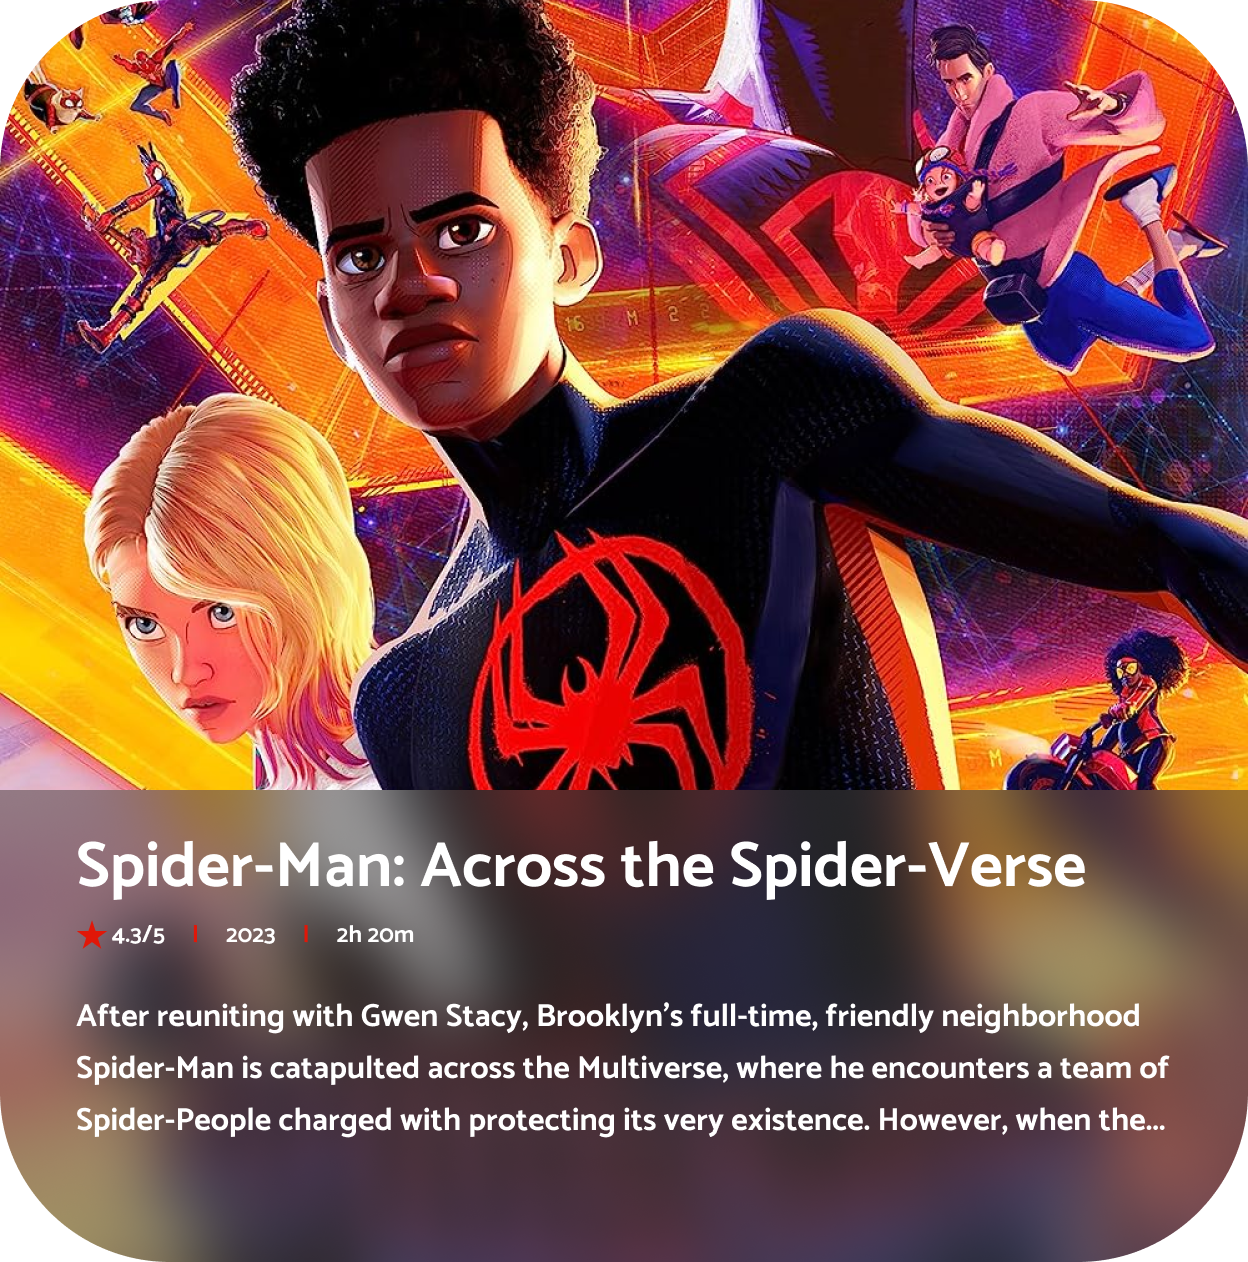 Spider-Man: Across the Spider-Verse
4.3/5 | 2023 | 2h 20m
After reuniting with Gwen Stacy, Brooklyn’s full-time, friendly neighborhood
Spider-Man is catapulted across the Multiverse, where he encounters a team of
Spider-People charged with protecting its very existence. However, when the...